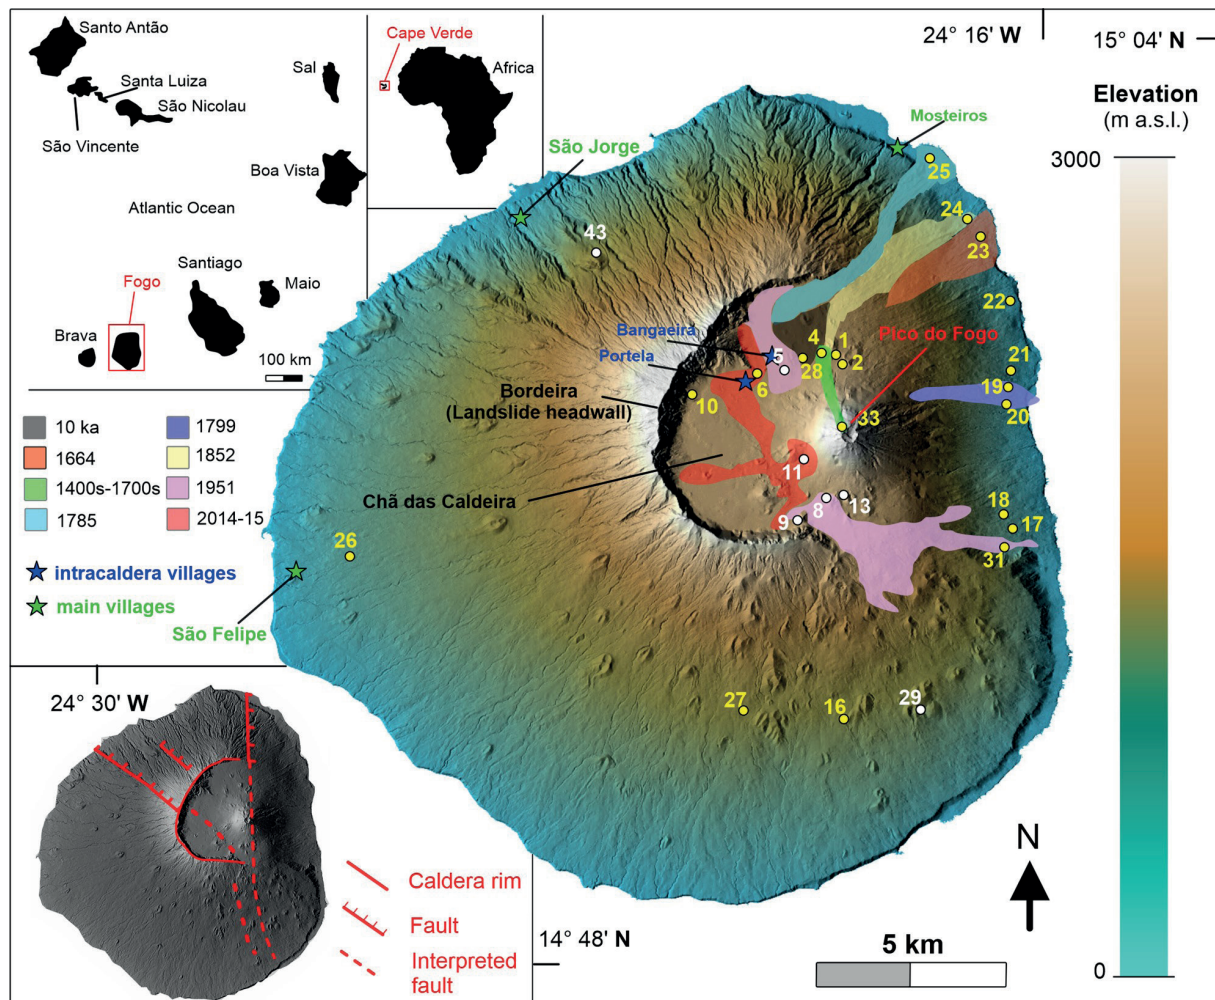 Santo Antão
Santa Luiza
São Nicolau
São Vincente
Sal
Boa Vista
Atlantic Ocean
Santiago
Maio
Fogo
Brava
100 km
Cape Verde
Africa
24° 16' W
15° 04' N
Elevation
(m a.s.l.)
3000
0
10 ka
1664
1400s-1700s
1785
1799
1852
1951
2014-15
intracaldera villages
main villages
São Jorge
Mosteiros
São Felipe
Bangaeira
Portela
Pico do Fogo
Bordeira
(Landslide headwall)
Chã das Caldeira
43
25
24
23
22
21
19
20
4
1
2
5
28
6
10
33
11
13
8
9
18
17
31
26
27
16
29
24° 30' W
14° 48' N
Caldera rim
Fault
Interpreted
fault
N
5 km